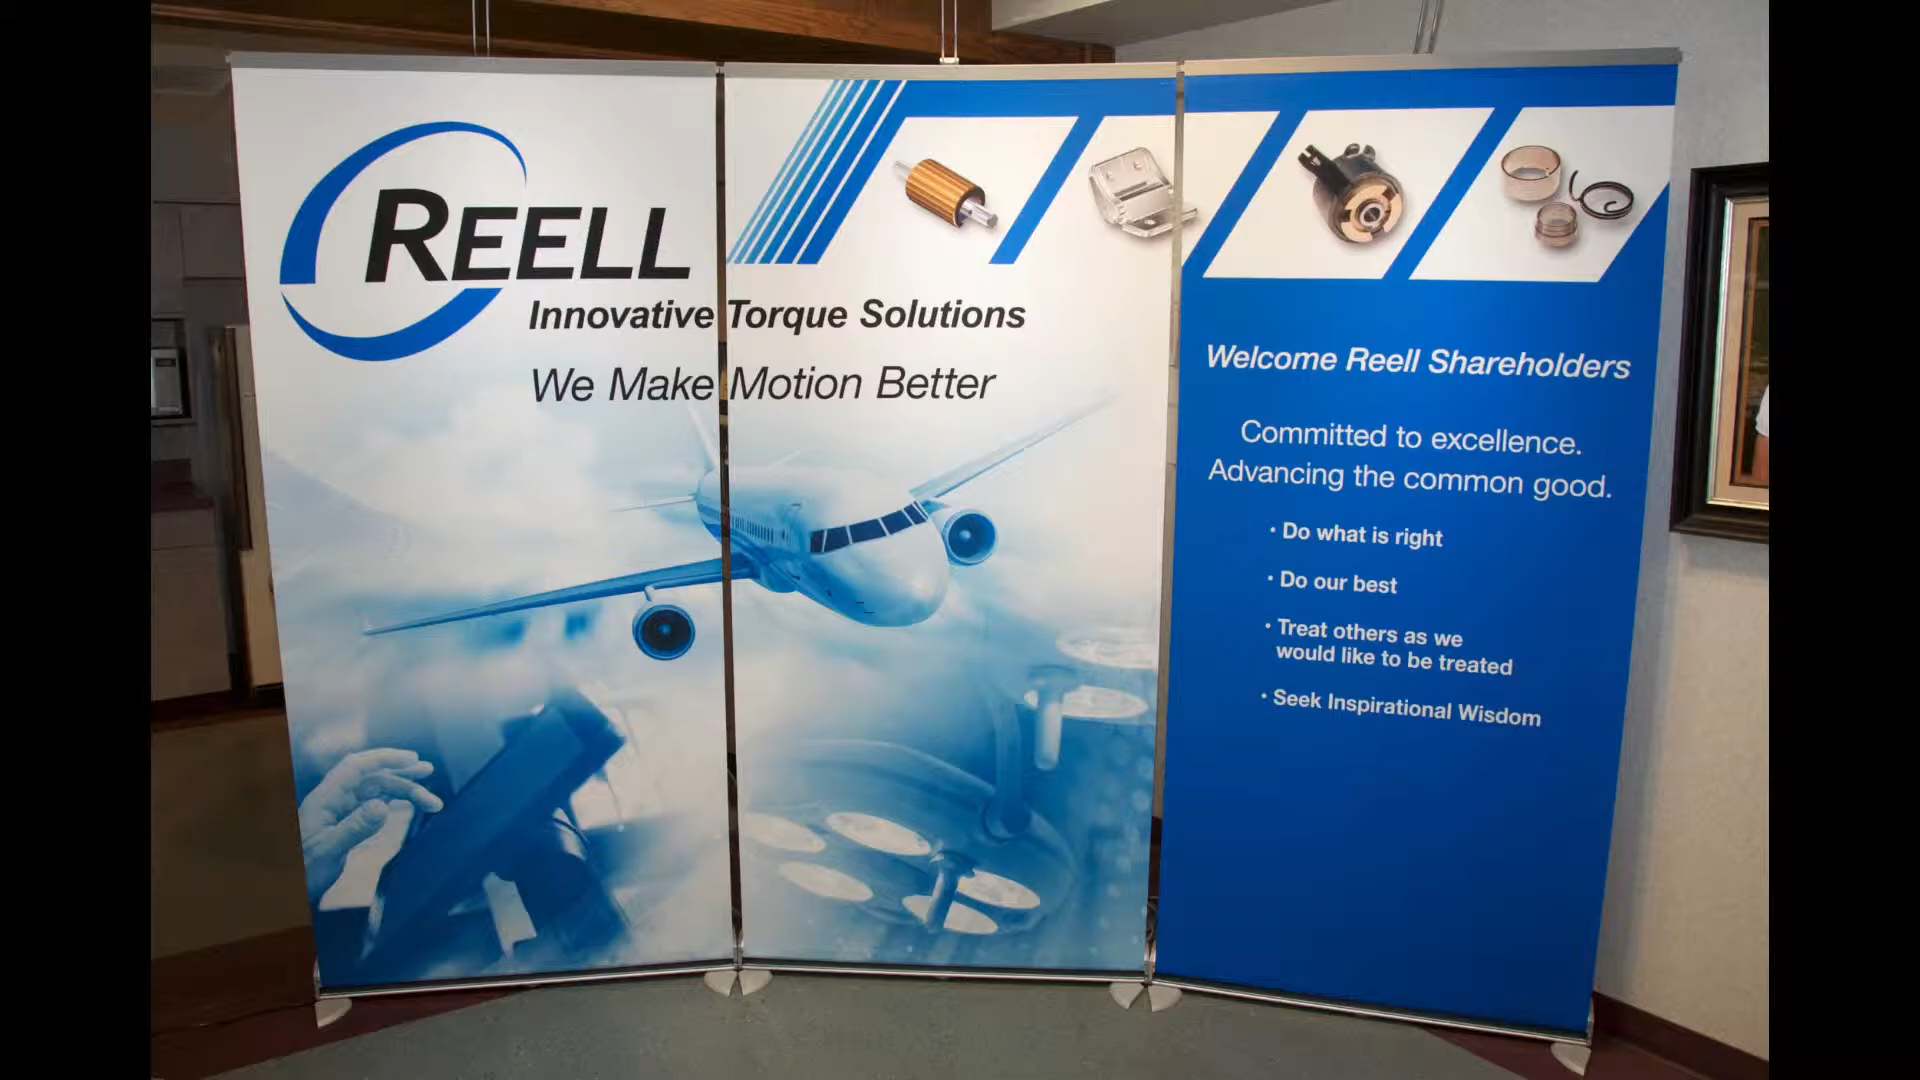 REELL
Innovative Torque Solutions
We Make Motion Better
Welcome Reell Shareholders
Committed to excellence.
Advancing the common good.
• Do what is right
• Do our best
• Treat others as we
would like to be treated
• Seek Inspirational Wisdom